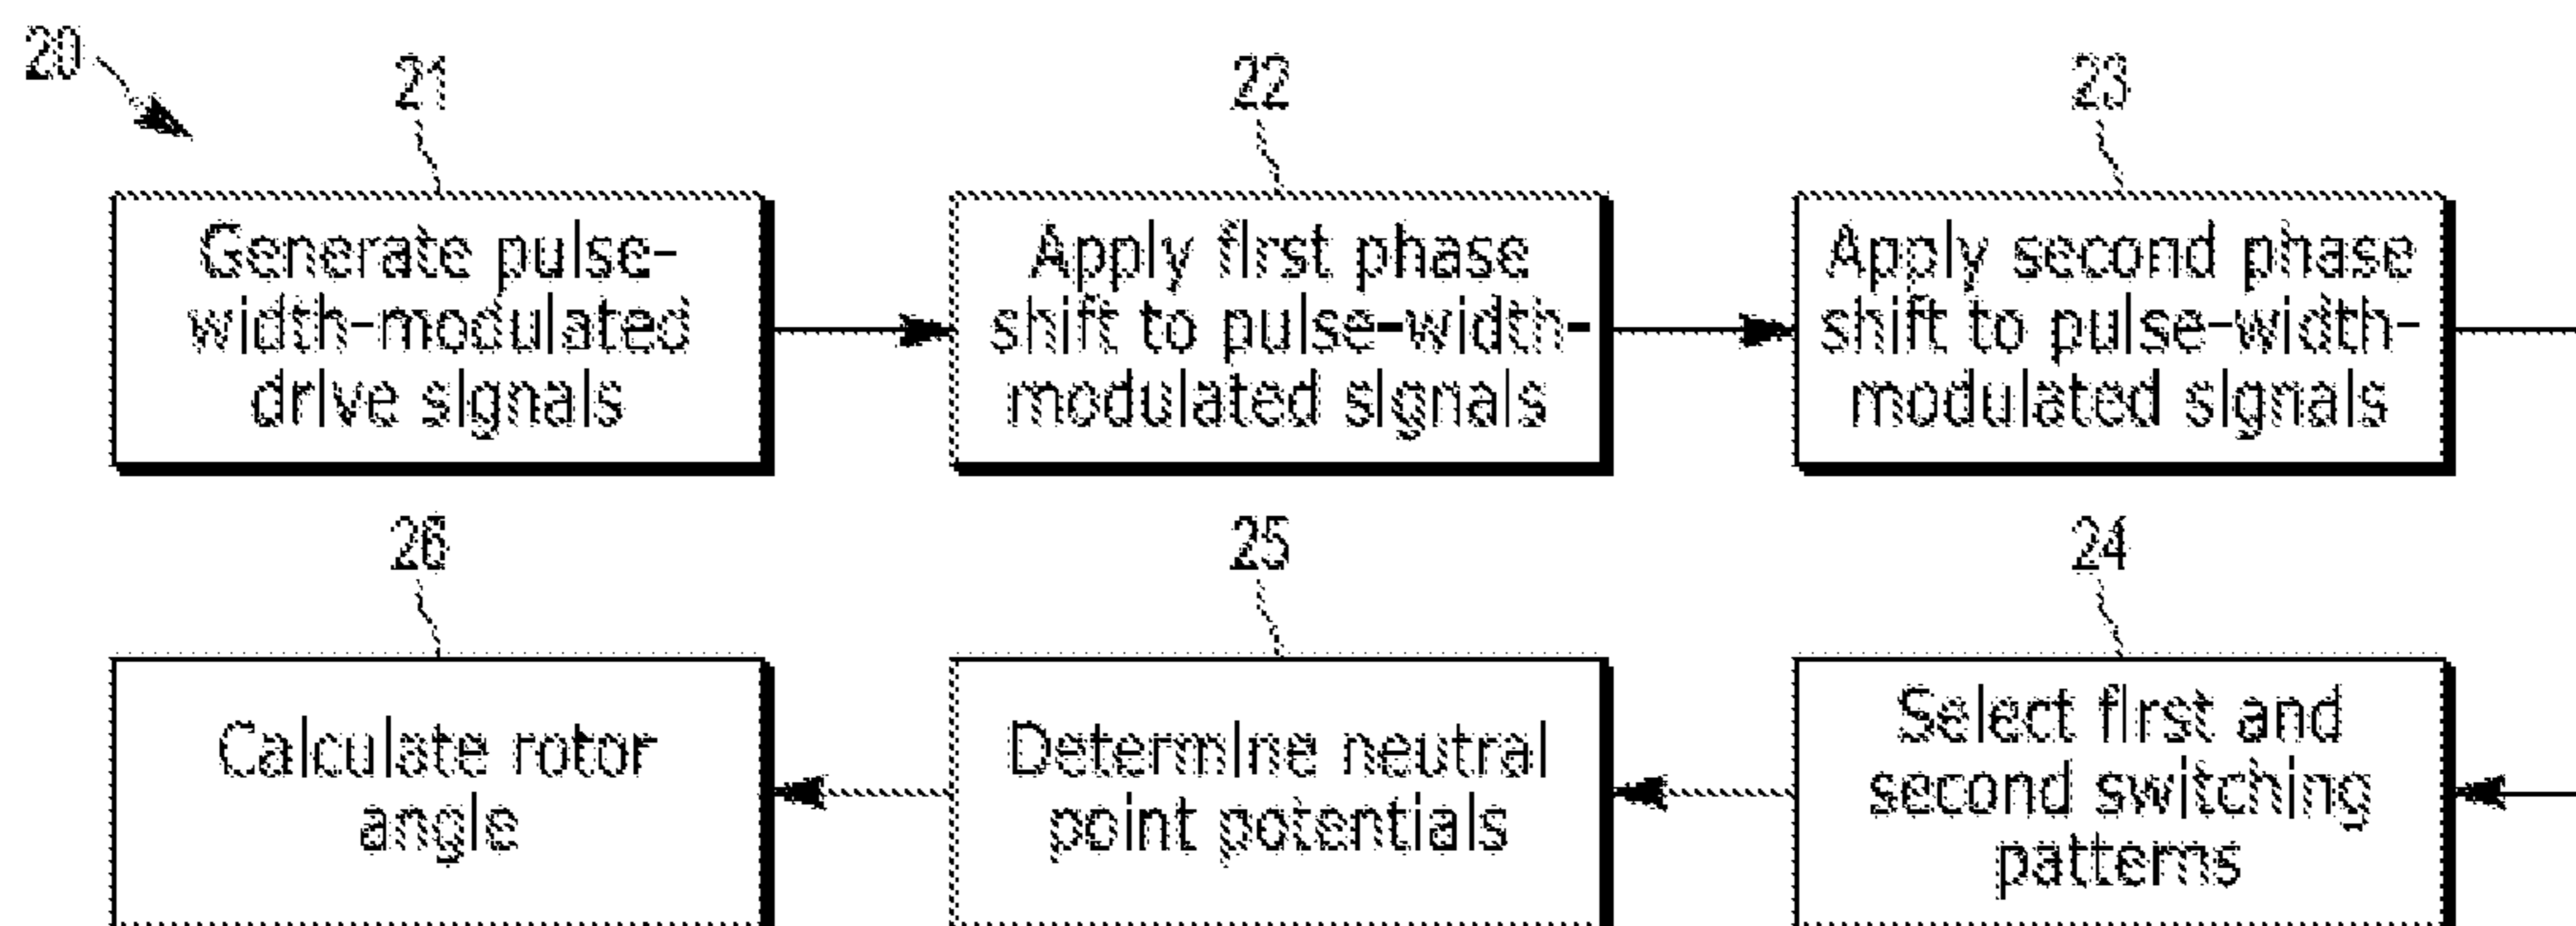 20
21
22
23
Generate pulse-
width-modulated
drive signals
Apply first phase
shift to pulse-width-
modulated signals
Apply second phase
shift to pulse-width-
modulated signals
26
25
24
Calculate rotor
angle
Determine neutral
point potentials
Select first and
second switching
patterns